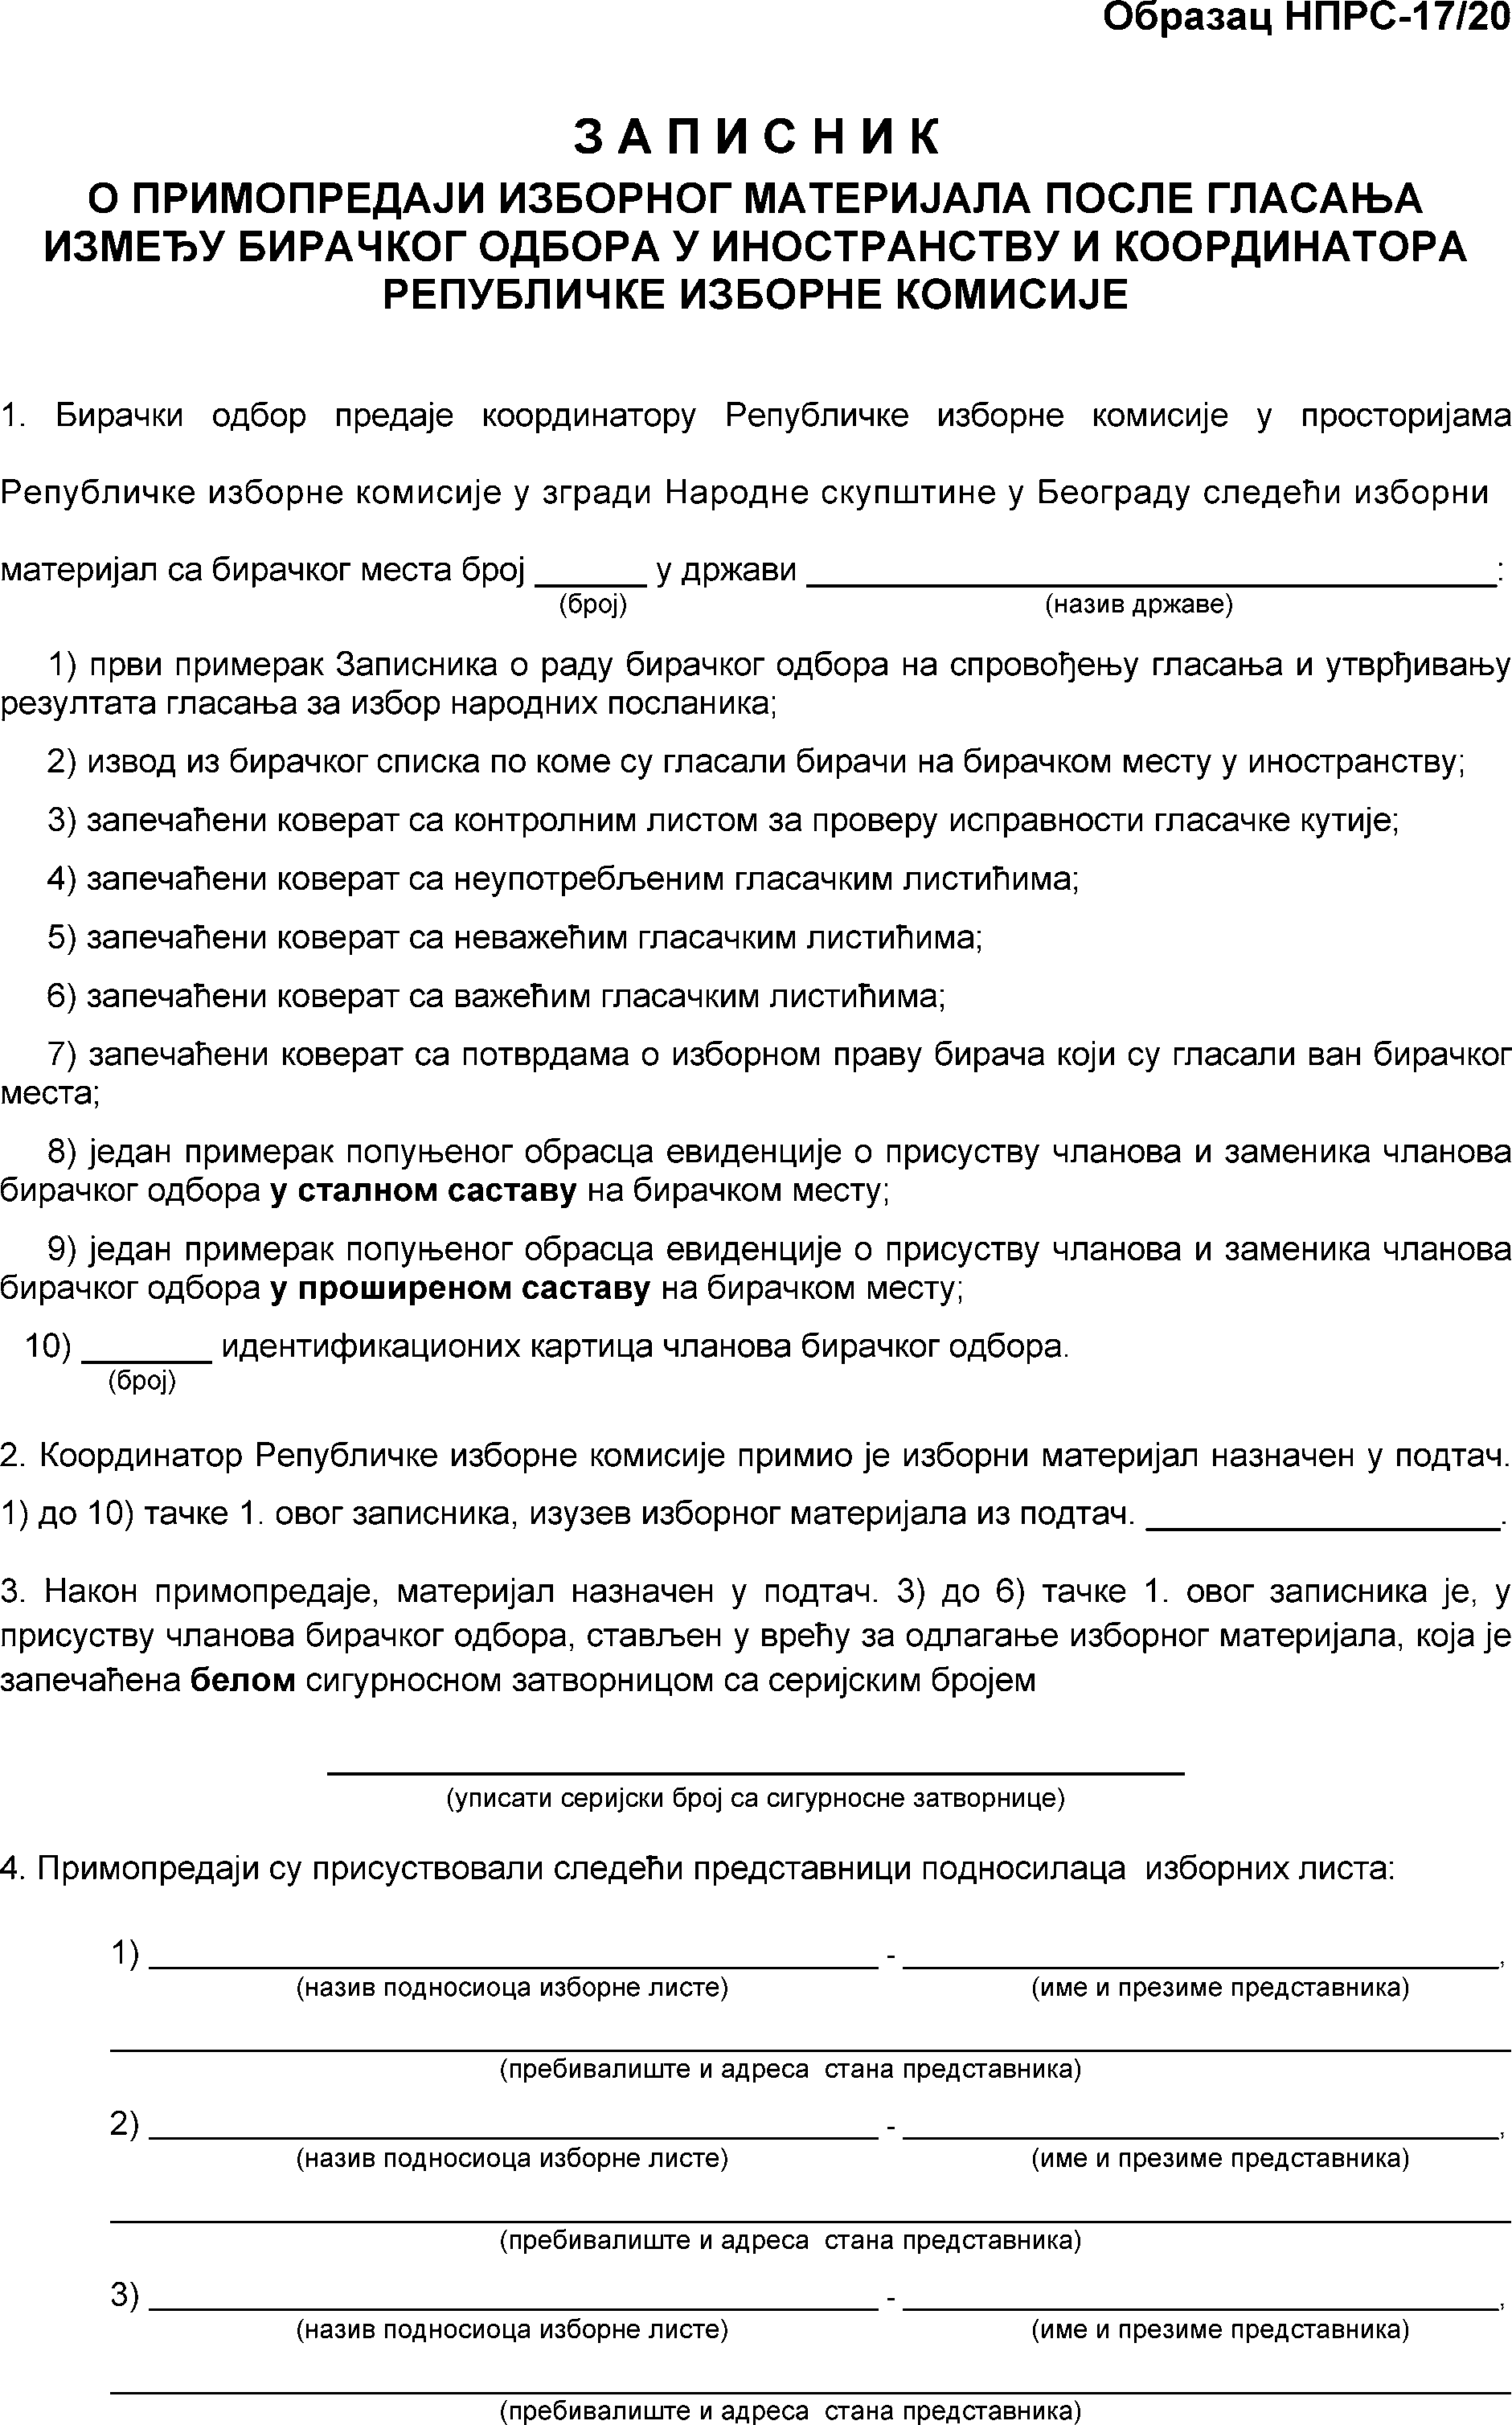 Образац НПРС-17/20
З А П И С Н И К
О ПРИМОПРЕДАЈИ ИЗБОРНОГ МАТЕРИЈАЛА ПОСЛЕ ГЛАСАЊА
ИЗМЕЂУ БИРАЧКОГ ОДБОРА У ИНОСТРАНСТВУ И КООРДИНАТОРА
РЕПУБЛИЧКЕ ИЗБОРНЕ КОМИСИЈЕ
1. Бирачки одбор предаје координатору Републичке изборне комисије у просторијама
Републичке изборне комисије у згради Народне скупштине у Београду следећи изборни
материјал са бирачког места број ______ у држави ______________________:
(број) (назив државе)
1) први примерак Записника о раду бирачког одбора на спровођењу гласања и утврђивању
резултата гласања за избор народних посланика;
2) извод из бирачког списка по коме су гласали бирачи на бирачком месту у иностранству;
3) запечаћени коверат са контролним листом за проверу исправности гласачке кутије;
4) запечаћени коверат са неупотребљеним гласачким листићима;
5) запечаћени коверат са неважећим гласачким листићима;
6) запечаћени коверат са важећим гласачким листићима;
7) запечаћени коверат са потврдама о изборном праву бирача који су гласали ван бирачког
места;
8) један примерак попуњеног обрасца евиденције о присуству чланова и заменика чланова
бирачког одбора у сталном саставу на бирачком месту;
9) један примерак попуњеног обрасца евиденције о присуству чланова и заменика чланова
бирачког одбора у проширеном саставу на бирачком месту;
10) _______ идентификационих картица чланова бирачког одбора.
(број)
2. Координатор Републичке изборне комисије примио је изборни материјал назначен у подтач.
1) до 10) тачке 1. овог записника, изузев изборног материјала из подтач. ___________________.
3. Након примопредаје, материјал назначен у подтач. 3) до 6) тачке 1. овог записника је, у
присуству чланова бирачког одбора, стављен у врећу за одлагање изборног материјала, која је
запечаћена белом сигурносном затворницом са серијским бројем
______________________________
(уписати серијски број са сигурносне затворнице)
4. Примопредаји су присуствовали следећи представници подносилаца изборних листа:
1) ______________________________ - ______________________________,
(назив подносиоца изборне листе) (име и презиме представника)
______________________________
(пребивалиште и адреса стана представника)
2) ______________________________ - ______________________________,
(назив подносиоца изборне листе) (име и презиме представника)
______________________________
(пребивалиште и адреса стана представника)
3) ______________________________ - ______________________________,
(назив подносиоца изборне листе) (име и презиме представника)
______________________________
(пребивалиште и адреса стана представника)